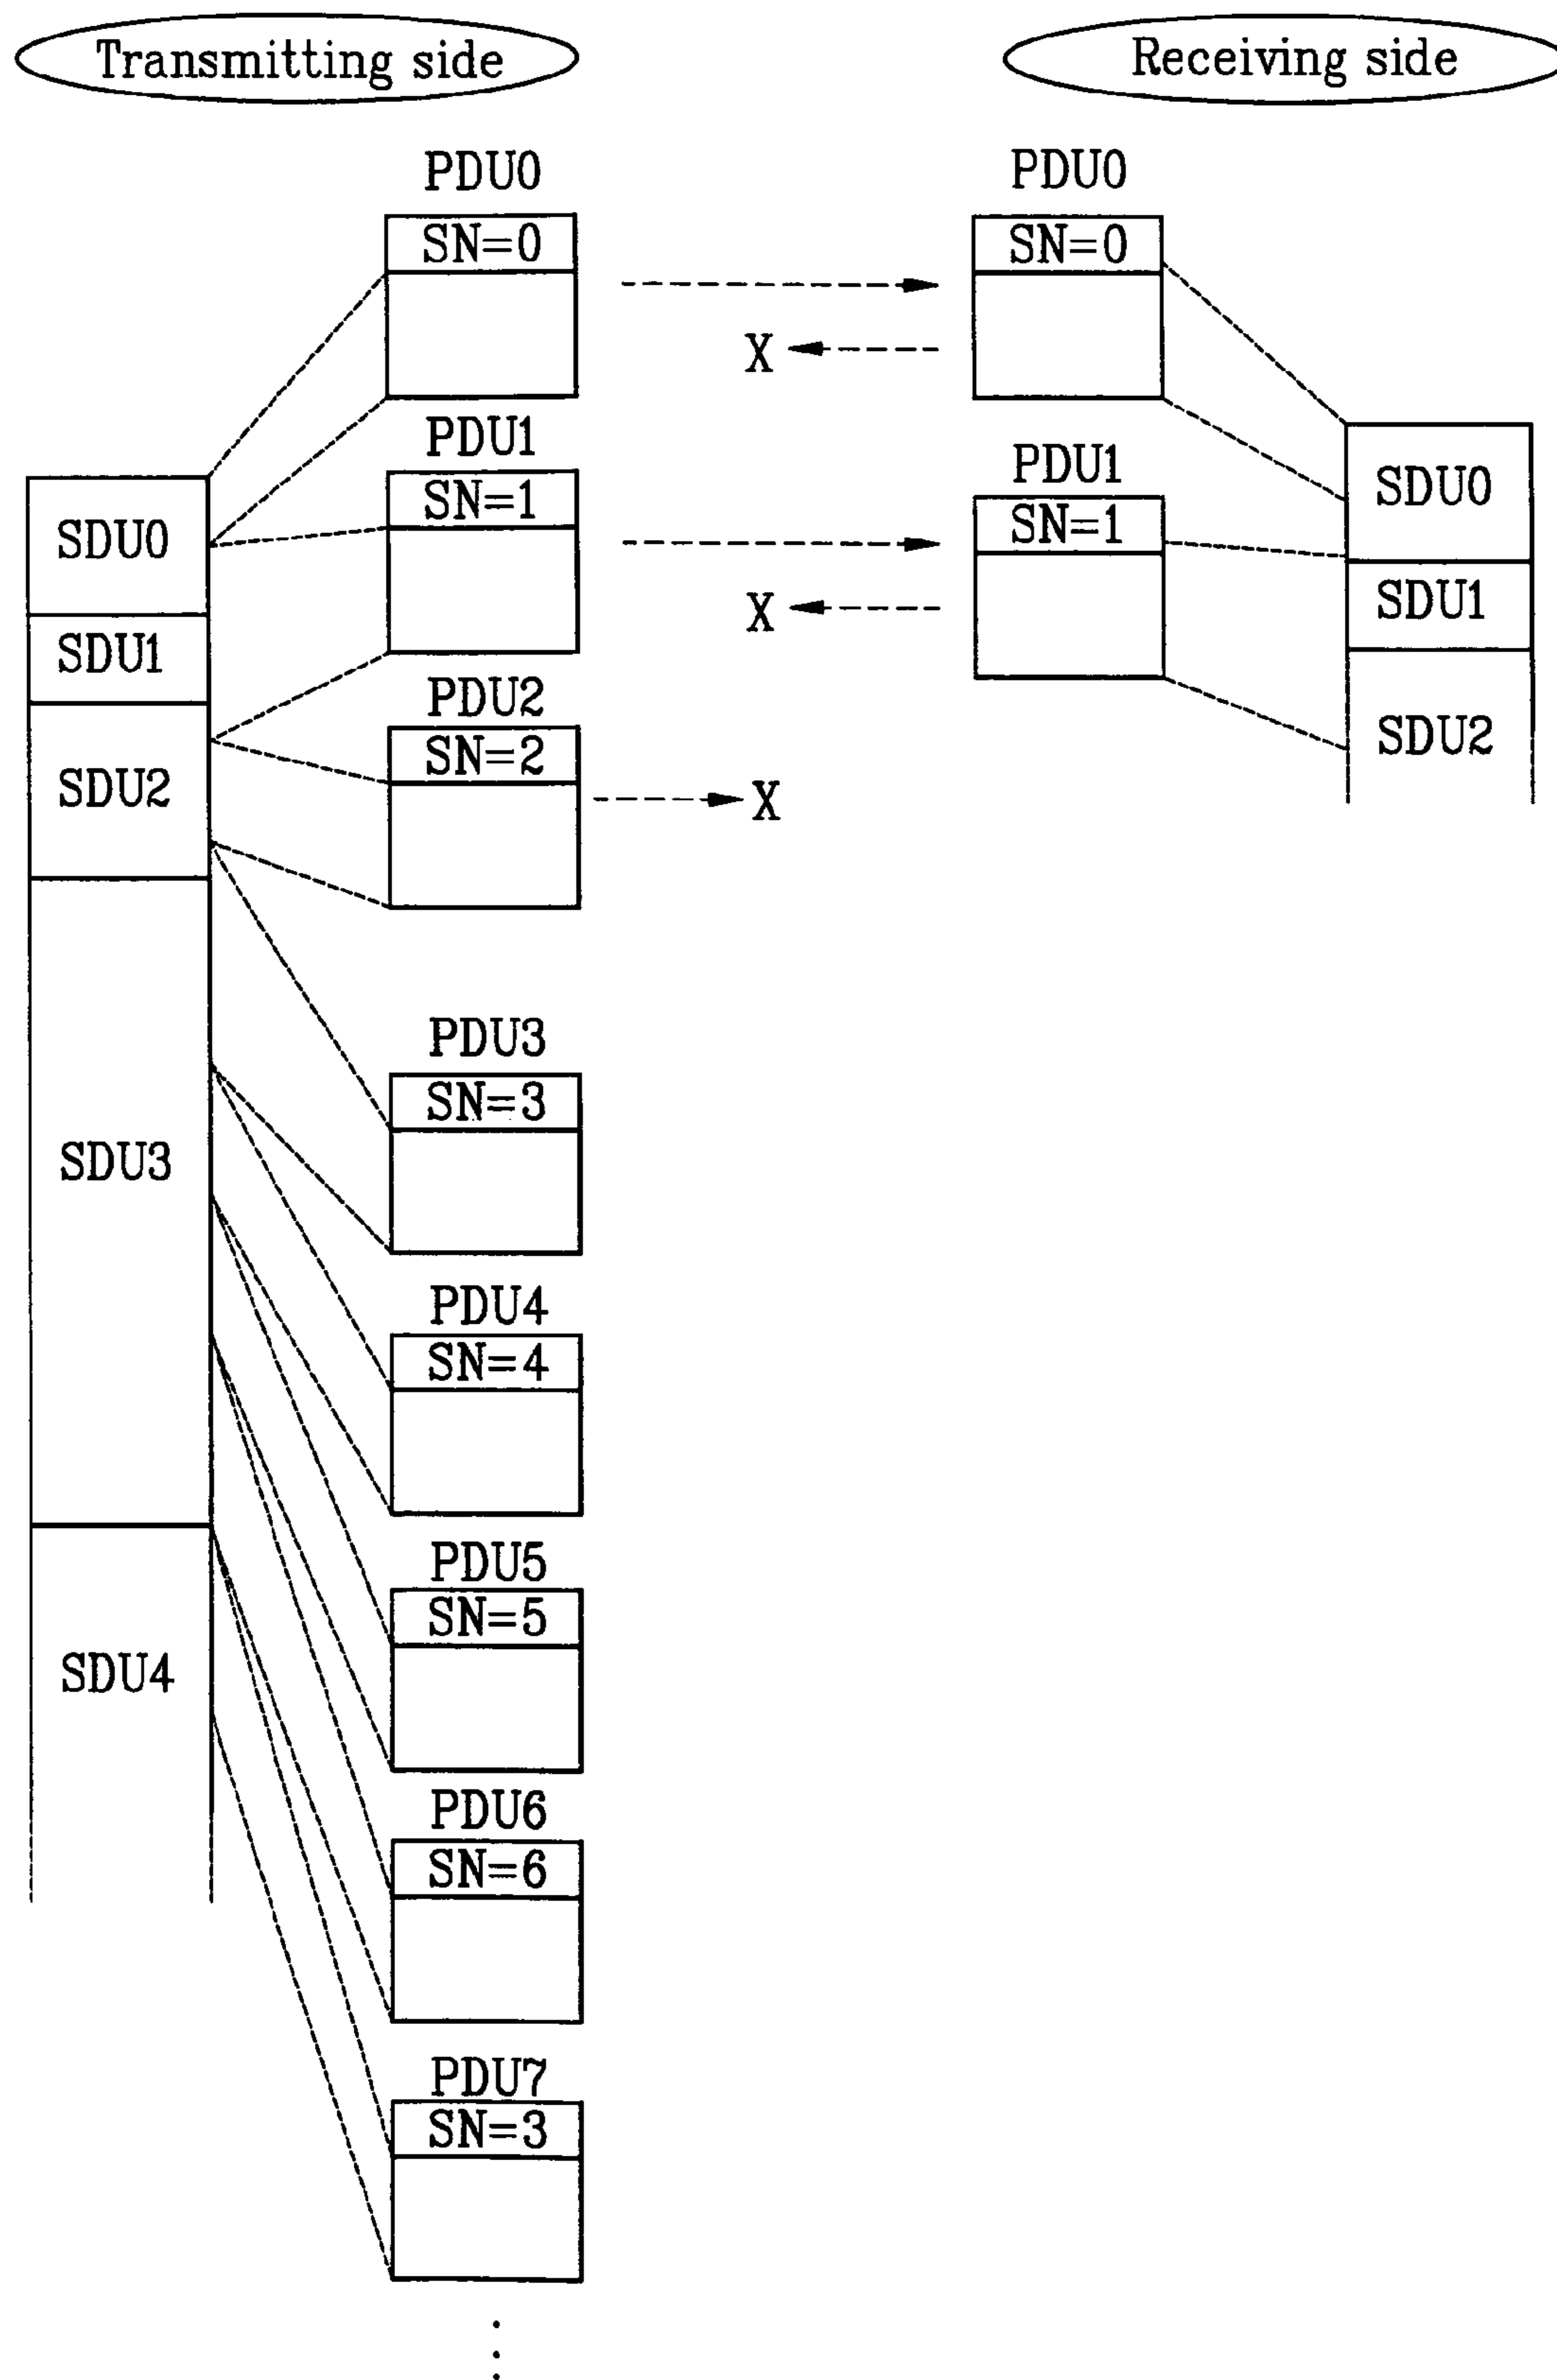 Transmitting side
Receiving side
PDU0
SN=0
PDU1
SN=1
PDU2
SN=2
PDU3
SN=3
PDU4
SN=4
PDU5
SN=5
PDU6
SN=6
PDU7
SN=3
SDU0
SDU1
SDU2
SDU3
SDU4
X
X
X
PDU0
SN=0
PDU1
SN=1
SDU0
SDU1
SDU2